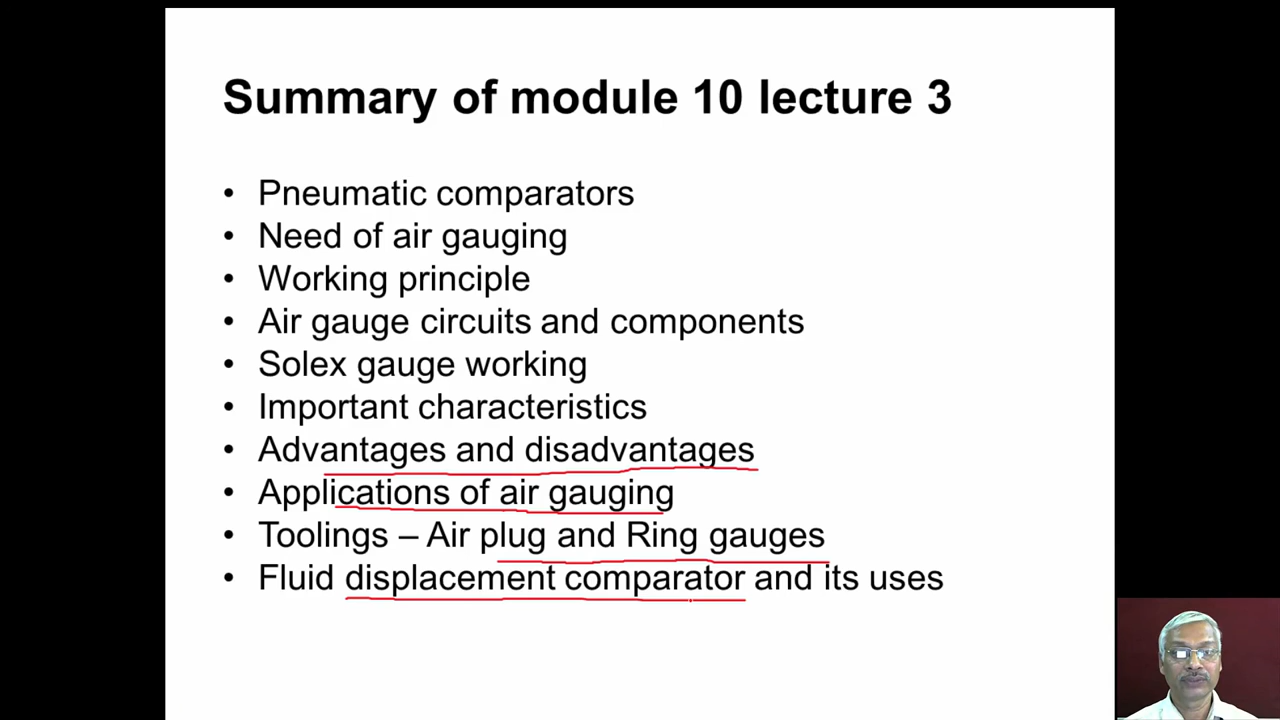 Summary of module 10 lecture 3
• Pneumatic comparators
• Need of air gauging
• Working principle
• Air gauge circuits and components
• Solex gauge working
• Important characteristics
• Advantages and disadvantages
• Applications of air gauging
• Toolings – Air plug and Ring gauges
• Fluid displacement comparator and its uses